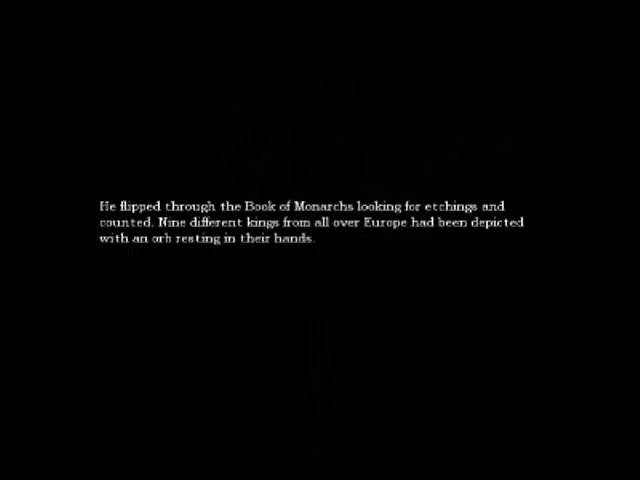 He flipped through the Book of Monarchs looking for etchings and
counted. Nine different kings from all over Europe had been depicted
with an orb resting in their hands.